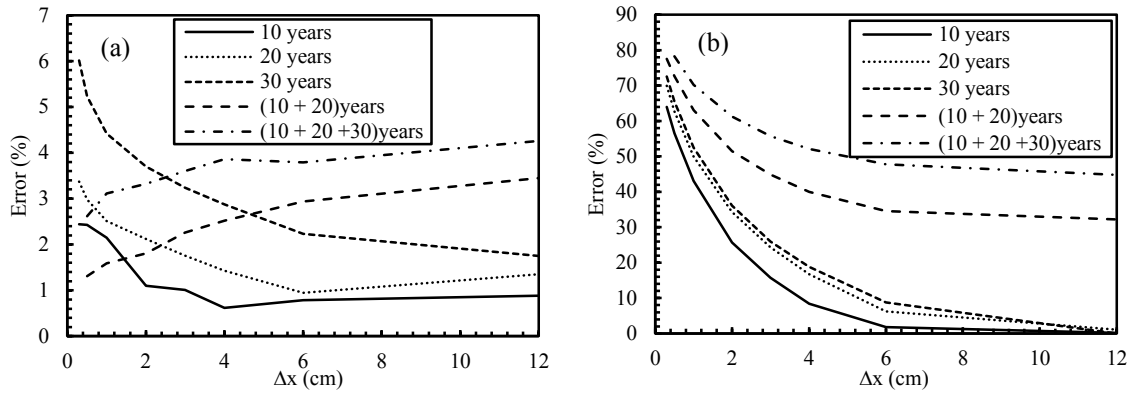 (a)
10 years
20 years
30 years
(10 + 20)years
(10 + 20 +30)years
Error (%)
7
6
5
4
3
2
1
0
0 2 4 6 8 10 12
Δx (cm)
(b)
10 years
20 years
30 years
(10 + 20)years
(10 + 20 +30)years
Error (%)
90
80
70
60
50
40
30
20
10
0
0 2 4 6 8 10 12
Δx (cm)